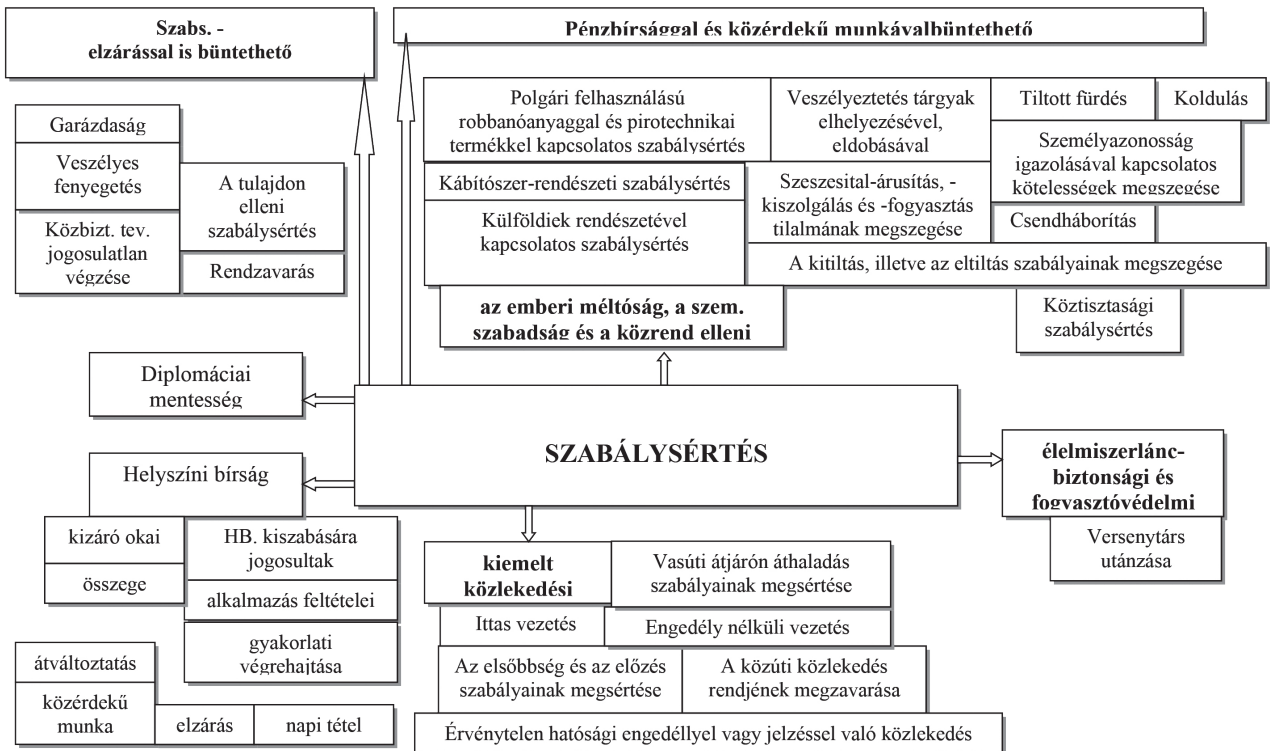 Szabs. -
elzárással is büntethető
Pénzbírsággal és közérdekű munkávalbüntethető
Garázdaság
Veszélyes
fenyegetés
Közbizt. tev.
jogosulatlan
végzése
A tulajdon
elleni
szabálysértés
Rendzavarás
Polgári felhasználású
robbanóanyaggal és pirotechnikai
termékkel kapcsolatos szabálysértés
Veszélyeztetés tárgyak
elhelyezésével,
eldobásával
Tiltott fürdés
Koldulás
Személyazonosság
igazolásával kapcsolatos
kötelességek megszegése
Kábítószer-rendészeti szabálysértés
Külföldiek rendészetével
kapcsolatos szabálysértés
Szeszesital-árusítás, -
kiszolgálás és -fogyasztás
tilalmának megszegése
Csendháborítás
A kitiltás, illetve az eltiltás szabályainak megszegése
az emberi méltóság, a szem.
szabadság és a közrend elleni
Köztisztasági
szabálysértés
Diplomáciai
mentesség
SZABÁLYSÉRTÉS
Helyszíni bírság
kizáró okai
összege
HB. kiszabására
jogosultak
alkalmazás feltételei
gyakorlati
végrehajtása
átváltoztatás
közérdekű
munka
elzárás
napi tétel
kiemelt
közlekedési
Vasúti átjárón áthaladás
szabályainak megsértése
Ittas vezetés
Engedély nélküli vezetés
Az elsőbbség és az előzés
szabályainak megsértése
A közúti közlekedés
rendjének megzavarása
Érvénytelen hatósági engedéllyel vagy jelzéssel való közlekedés
élelmiszerlánc-
biztonsági és
fogyasztóvédelmi
Versenytárs
utánzása